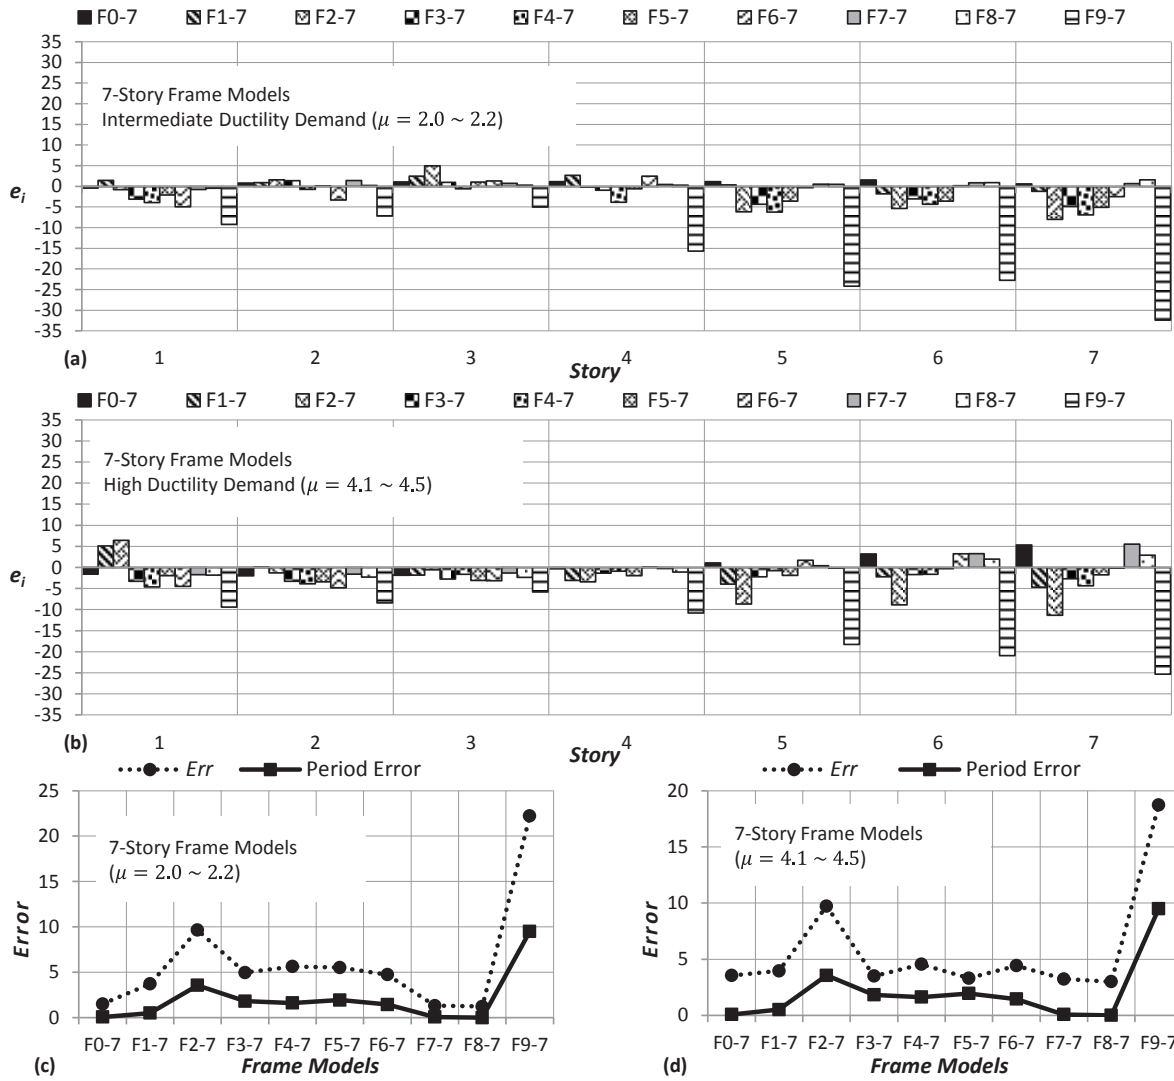 F0-7 F1-7 F2-7 F3-7 F4-7 F5-7 F6-7 F7-7 F8-7 F9-7
35
30
25
20
15
10
5
0
-5
-10
-15
-20
-25
-30
-35
e_i
7-Story Frame Models
Intermediate Ductility Demand (μ = 2.0 ~ 2.2)
1 2 3 4 5 6 7
(a)
Story
F0-7 F1-7 F2-7 F3-7 F4-7 F5-7 F6-7 F7-7 F8-7 F9-7
35
30
25
20
15
10
5
0
-5
-10
-15
-20
-25
-30
-35
e_i
7-Story Frame Models
High Ductility Demand (μ = 4.1 ~ 4.5)
1 2 3 4 5 6 7
(b)
Story
Err Period Error
25
20
15
10
5
0
Error
7-Story Frame Models
(μ = 2.0 ~ 2.2)
F0-7 F1-7 F2-7 F3-7 F4-7 F5-7 F6-7 F7-7 F8-7 F9-7
(c)
Frame Models
Err Period Error
20
15
10
5
0
Error
7-Story Frame Models
(μ = 4.1 ~ 4.5)
F0-7 F1-7 F2-7 F3-7 F4-7 F5-7 F6-7 F7-7 F8-7 F9-7
(d)
Frame Models